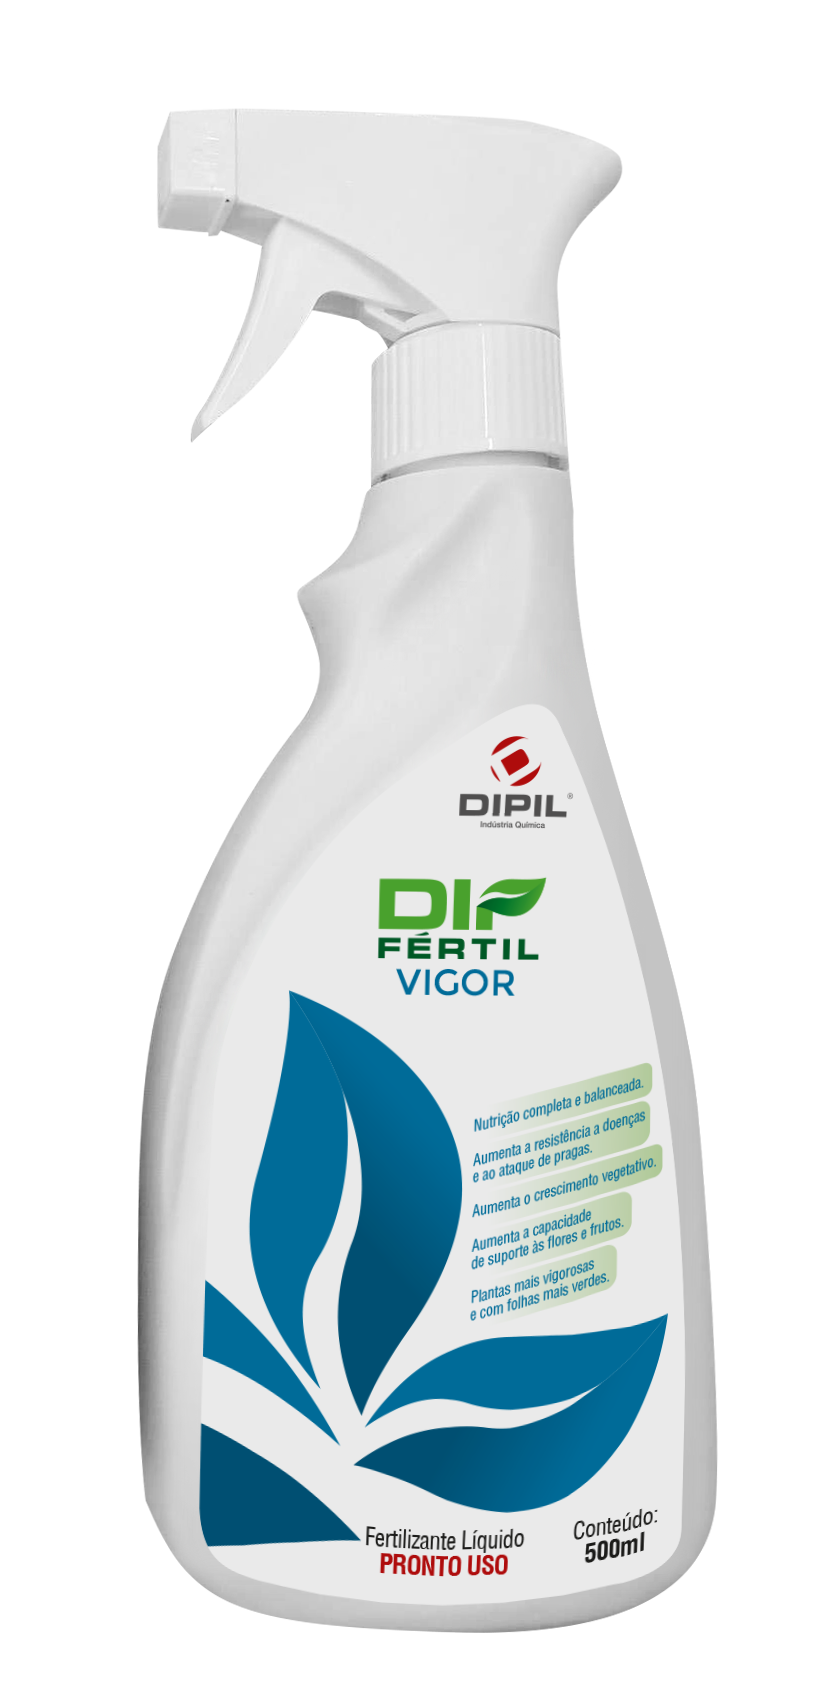 DIPIL®
Indústria Química
DIP
FÉRTIL
VIGOR
Nutrição completa e balanceada.
Aumenta a resistência a doenças
e ao ataque de pragas.
Aumenta o crescimento vegetativo.
Aumenta a capacidade
de suporte às flores e frutos.
Plantas mais vigorosas
e com folhas mais verdes.
Fertilizante Líquido
PRONTO USO
Conteúdo:
500ml